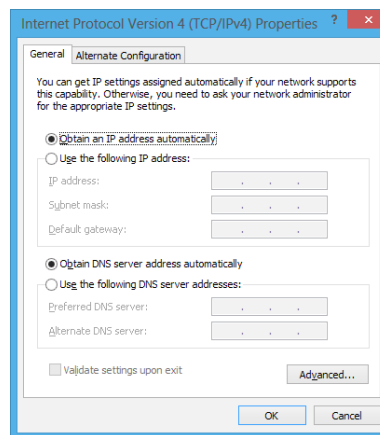 Internet Protocol Version 4 (TCP/IPv4) Properties ? ×
General Alternate Configuration
You can get IP settings assigned automatically if your network supports
this capability. Otherwise, you need to ask your network administrator
for the appropriate IP settings.
Obtain an IP address automatically
Use the following IP address:
IP address: . . .
Subnet mask: . . .
Default gateway: . . .
Obtain DNS server address automatically
Use the following DNS server addresses:
Preferred DNS server: . . .
Alternate DNS server: . . .
Validate settings upon exit
Advanced...
OK Cancel